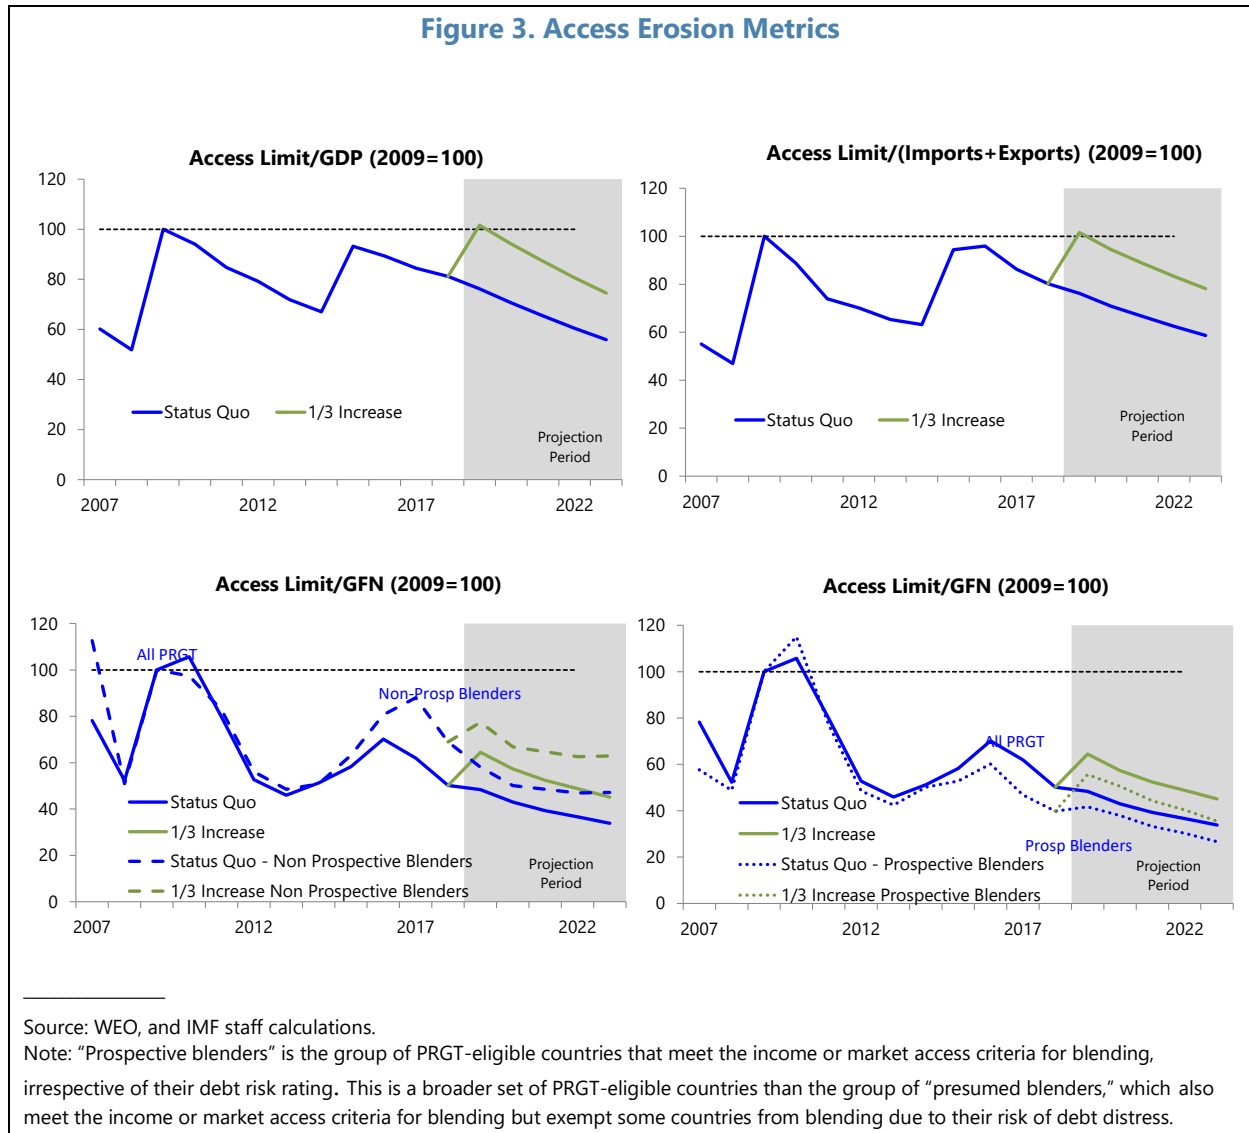 Figure 3. Access Erosion Metrics
Access Limit/GDP (2009=100)
120
100
80
60
40
20
0
Status Quo
1/3 Increase
Projection
Period
2007
2012
2017
2022
Access Limit/(Imports+Exports) (2009=100)
120
100
80
60
40
20
0
Status Quo
1/3 Increase
Projection
Period
2007
2012
2017
2022
Access Limit/GFN (2009=100)
120
100
80
60
40
20
0
All PRGT
Non-Prosp Blenders
Status Quo
1/3 Increase
Status Quo - Non Prospective Blenders
1/3 Increase Non Prospective Blenders
Projection
Period
2007
2012
2017
2022
Access Limit/GFN (2009=100)
120
100
80
60
40
20
0
All PRGT
Prosp Blenders
Status Quo
1/3 Increase
Status Quo - Prospective Blenders
1/3 Increase Prospective Blenders
Projection
Period
2007
2012
2017
2022
Source: WEO, and IMF staff calculations.
Note: “Prospective blenders” is the group of PRGT-eligible countries that meet the income or market access criteria for blending,
irrespective of their debt risk rating. This is a broader set of PRGT-eligible countries than the group of “presumed blenders,” which also
meet the income or market access criteria for blending but exempt some countries from blending due to their risk of debt distress.